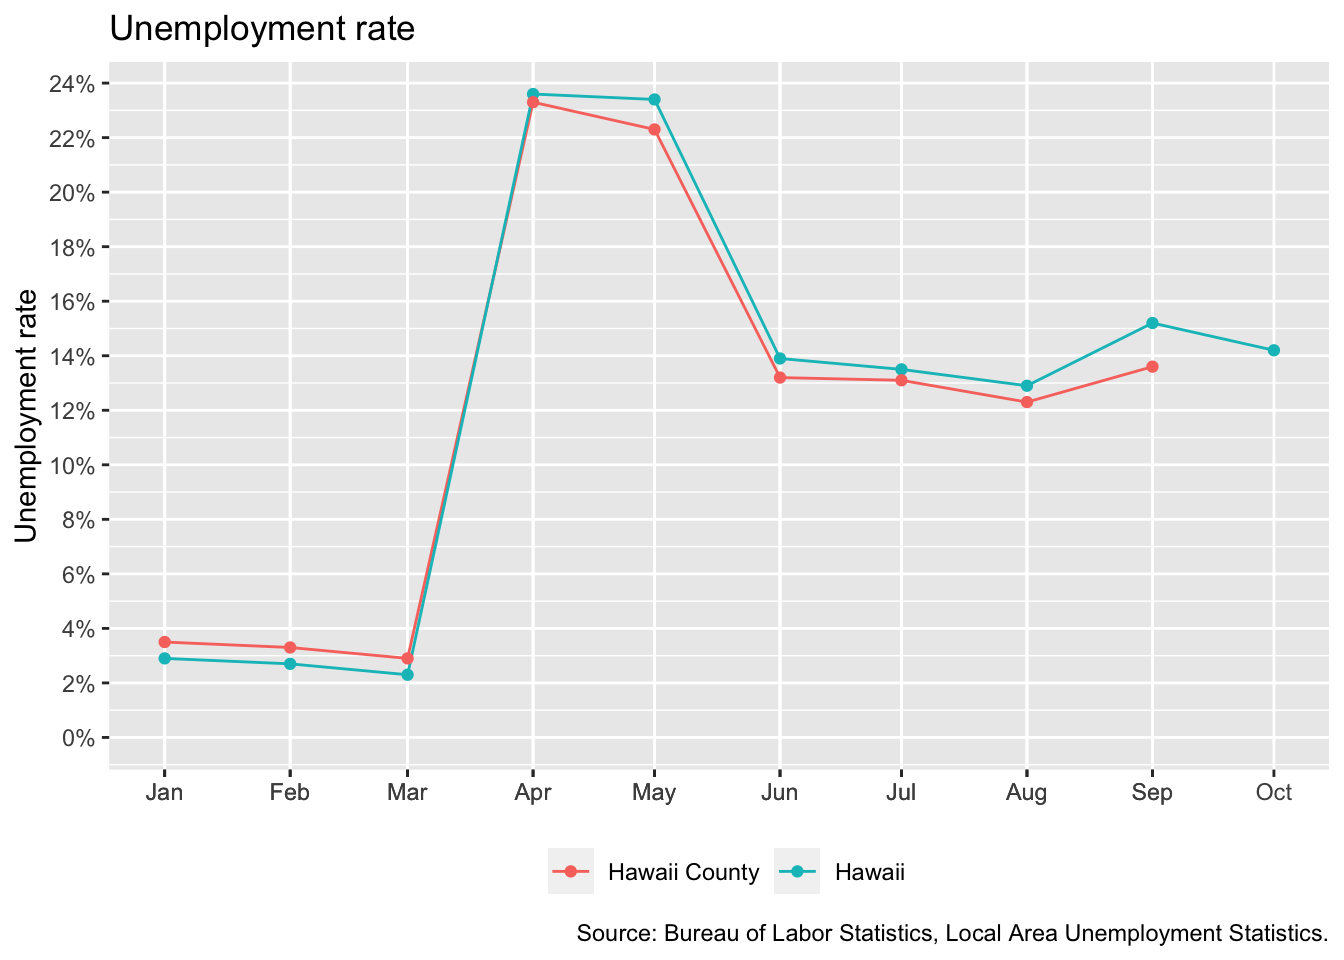 Unemployment rate
Unemployment rate
24%
22%
20%
18%
16%
14%
12%
10%
8%
6%
4%
2%
0%
Jan Feb Mar Apr May Jun Jul Aug Sep Oct
Hawaii County Hawaii
Source: Bureau of Labor Statistics, Local Area Unemployment Statistics.